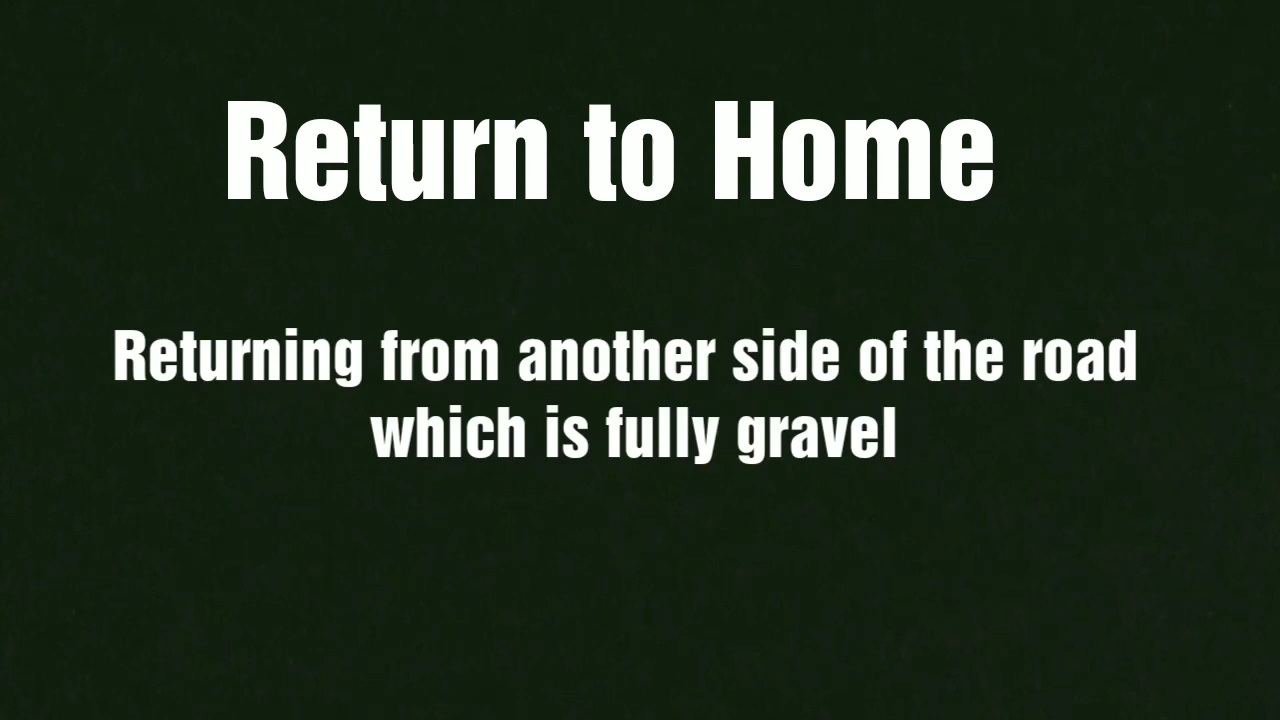 Return to Home
Returning from another side of the road
which is fully gravel